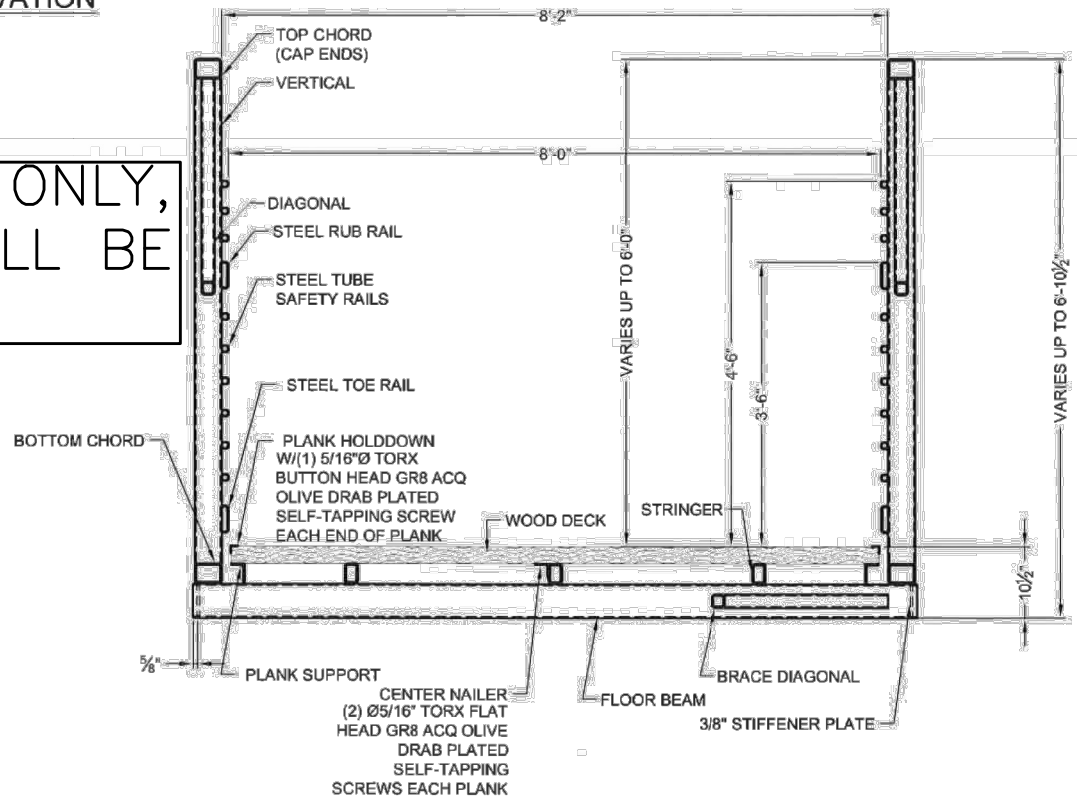 8'-2"
TOP CHORD
(CAP ENDS)
VERTICAL
8'-0"
ONLY,
LL BE
DIAGONAL
STEEL RUB RAIL
STEEL TUBE
SAFETY RAILS
VARIES UP TO 6'-0"
4'-6"
3'-6"
VARIES UP TO 6'-10½"
STEEL TOE RAIL
BOTTOM CHORD
PLANK HOLDDOWN
W/(1) 5/16"Ø TORX
BUTTON HEAD GR8 ACQ
OLIVE DRAB PLATED
SELF-TAPPING SCREW
EACH END OF PLANK
WOOD DECK
STRINGER
10½"
⅝"
PLANK SUPPORT
BRACE DIAGONAL
CENTER NAILER
(2) Ø5/16" TORX FLAT
HEAD GR8 ACQ OLIVE
DRAB PLATED
SELF-TAPPING
SCREWS EACH PLANK
FLOOR BEAM
3/8" STIFFENER PLATE